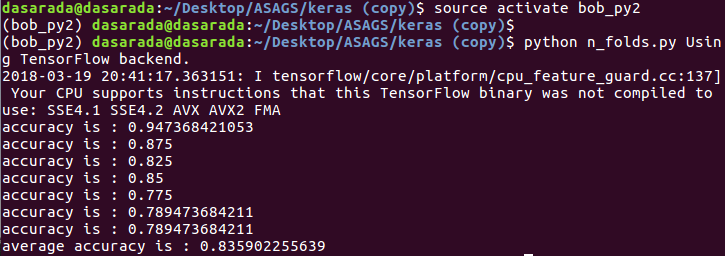 dasarada@dasarada:~/Desktop/ASAGS/keras (copy)$ source activate bob_py2
(bob_py2) dasarada@dasarada:~/Desktop/ASAGS/keras (copy)$
(bob_py2) dasarada@dasarada:~/Desktop/ASAGS/keras (copy)$ python n_folds.py Usin
g TensorFlow backend.
2018-03-19 20:41:17.363151: I tensorflow/core/platform/cpu_feature_guard.cc:137]
 Your CPU supports instructions that this TensorFlow binary was not compiled to
use: SSE4.1 SSE4.2 AVX AVX2 FMA
accuracy is : 0.947368421053
accuracy is : 0.875
accuracy is : 0.825
accuracy is : 0.85
accuracy is : 0.775
accuracy is : 0.789473684211
accuracy is : 0.789473684211
average accuracy is : 0.835902255639